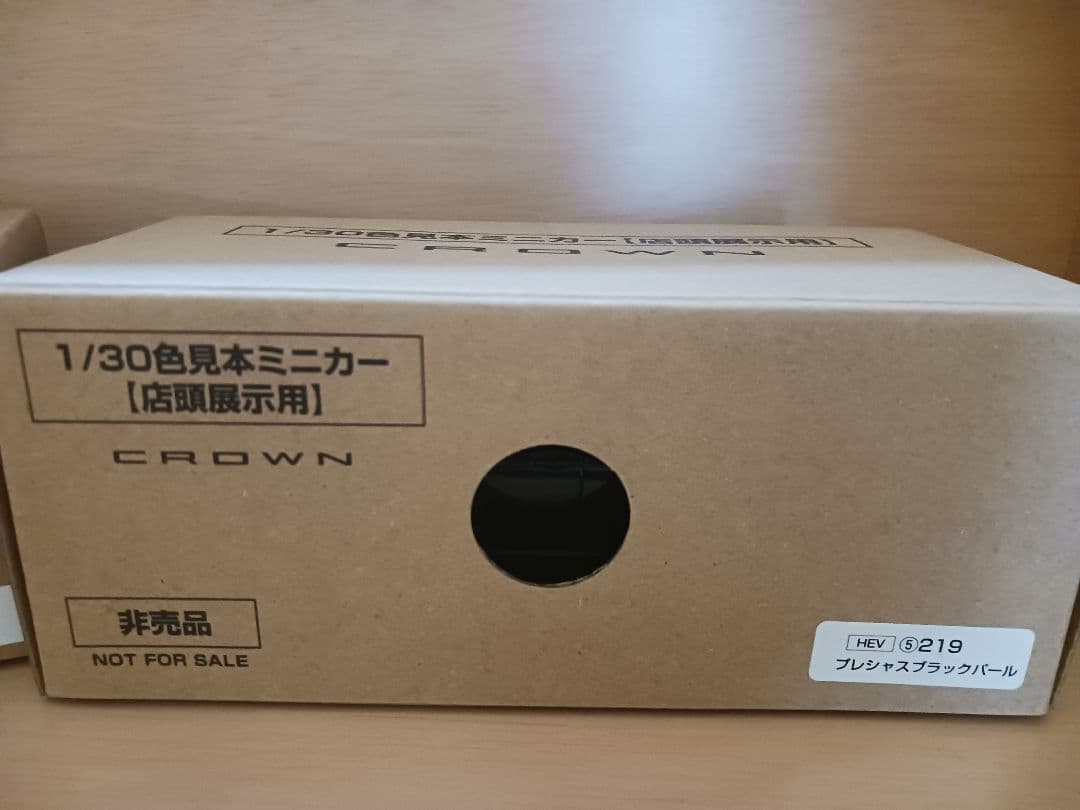 1/30色見本ミニカー【店頭展示用】
CROWN
1/30色見本ミニカー
【店頭展示用】
CROWN
非売品
NOT FOR SALE
HEV ⑤219
プレシャスブラックパール